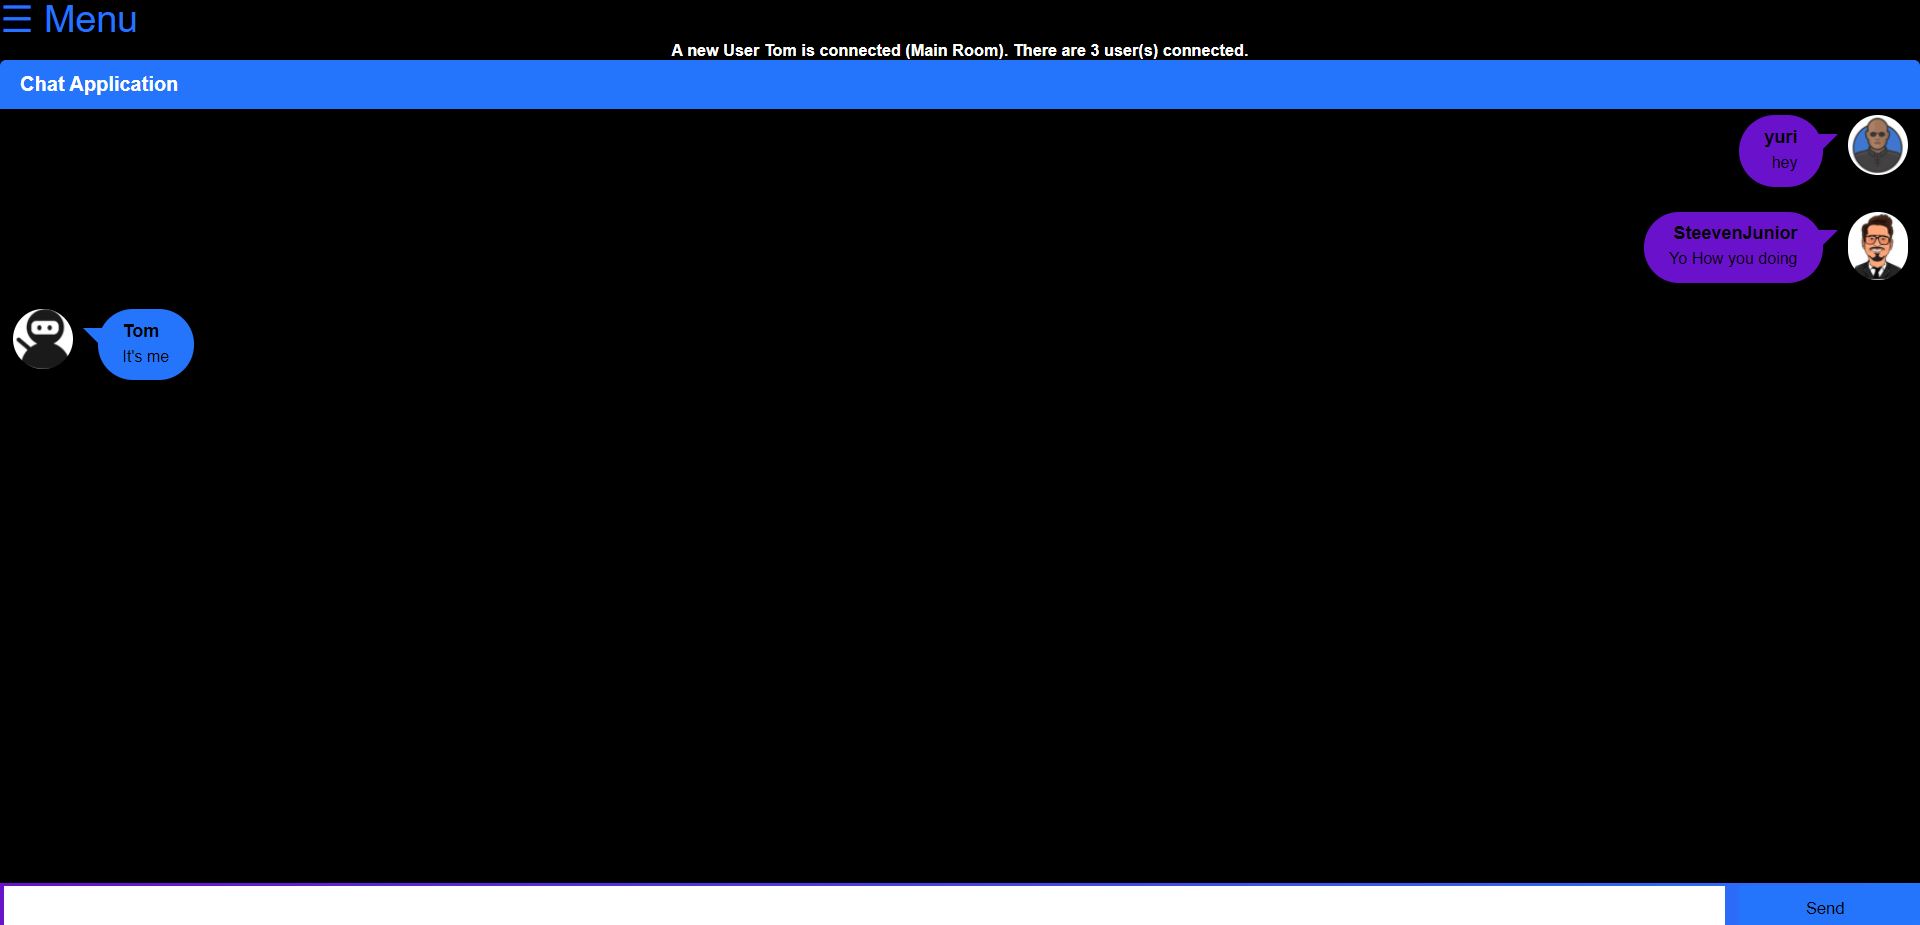 ☰ Menu
A new User Tom is connected (Main Room). There are 3 user(s) connected.
Chat Application
yuri
hey
SteevenJunior
Yo How you doing
Tom
It's me
Send